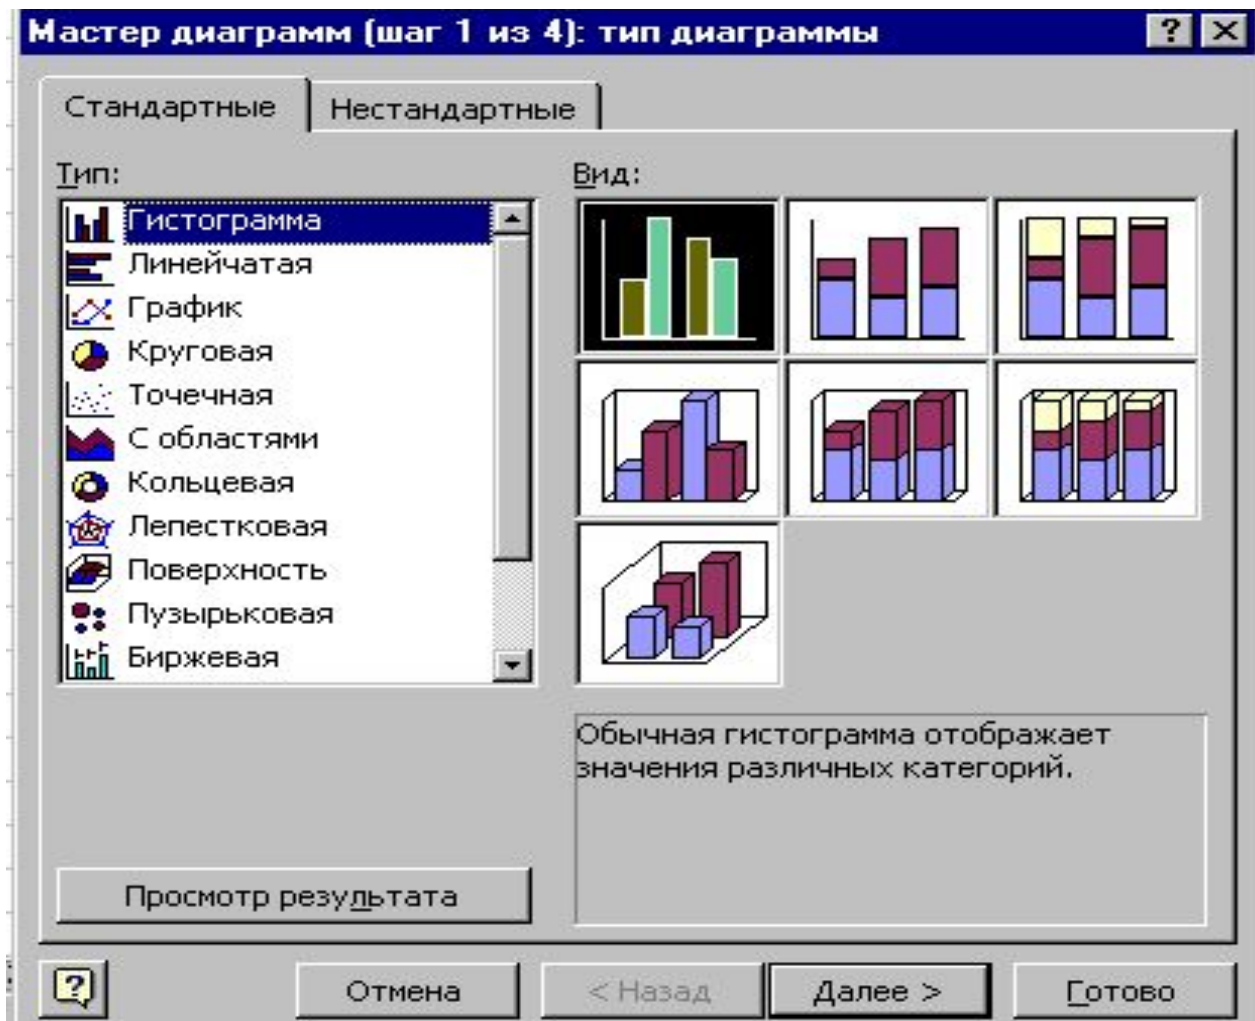 Мастер диаграмм (шаг 1 из 4): тип диаграммы
Стандартные
Нестандартные
Тип:
Гистограмма
Линейчатая
График
Круговая
Точечная
С областями
Кольцевая
Лепестковая
Поверхность
Пузырьковая
Биржевая
Вид:
Обычная гистограмма отображает
значения различных категорий.
Просмотр результата
Отмена
< Назад
Далее >
Готово